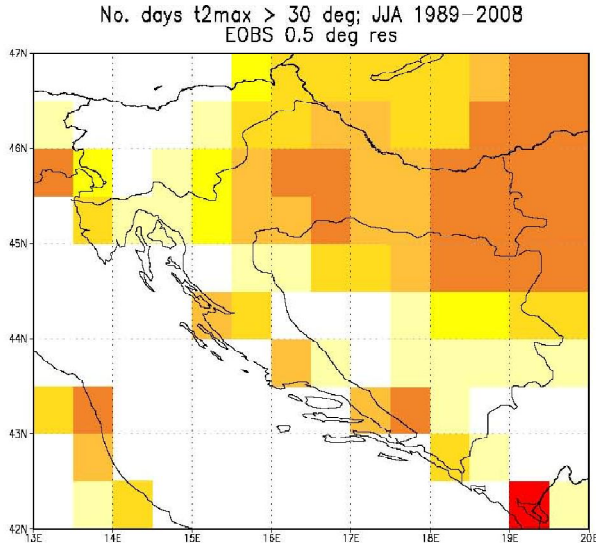 No. days t2max > 30 deg; JJA 1989-2008
EOBS 0.5 deg res
47N
46N
45N
44N
43N
42N
13E 14E 15E 16E 17E 18E 19E 20E